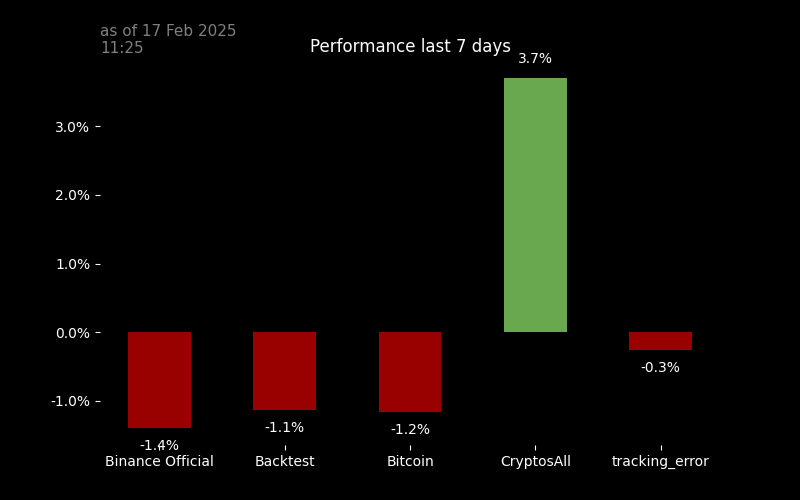 as of 17 Feb 2025
11:25
Performance last 7 days
3.7%
3.0%
2.0%
1.0%
0.0%
-1.0%
-1.4%
-1.1%
-1.2%
-0.3%
Binance Official
Backtest
Bitcoin
CryptosAll
tracking_error